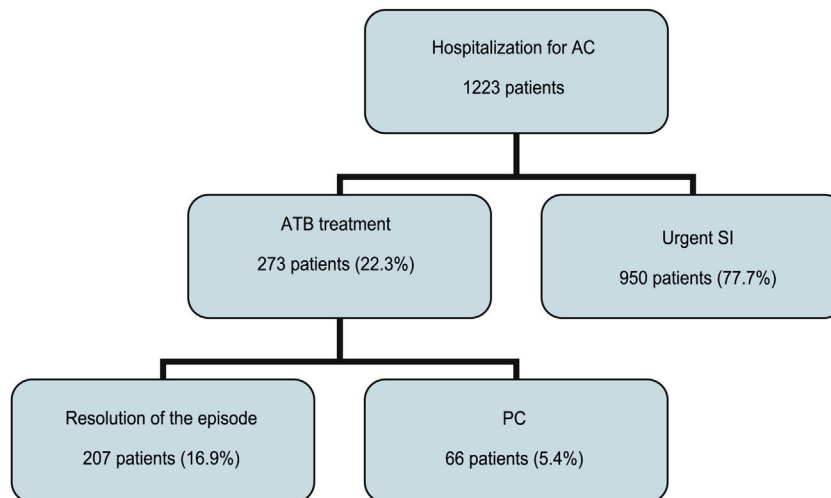 Hospitalization for AC
1223 patients
ATB treatment
273 patients (22.3%)
Urgent SI
950 patients (77.7%)
Resolution of the episode
207 patients (16.9%)
PC
66 patients (5.4%)